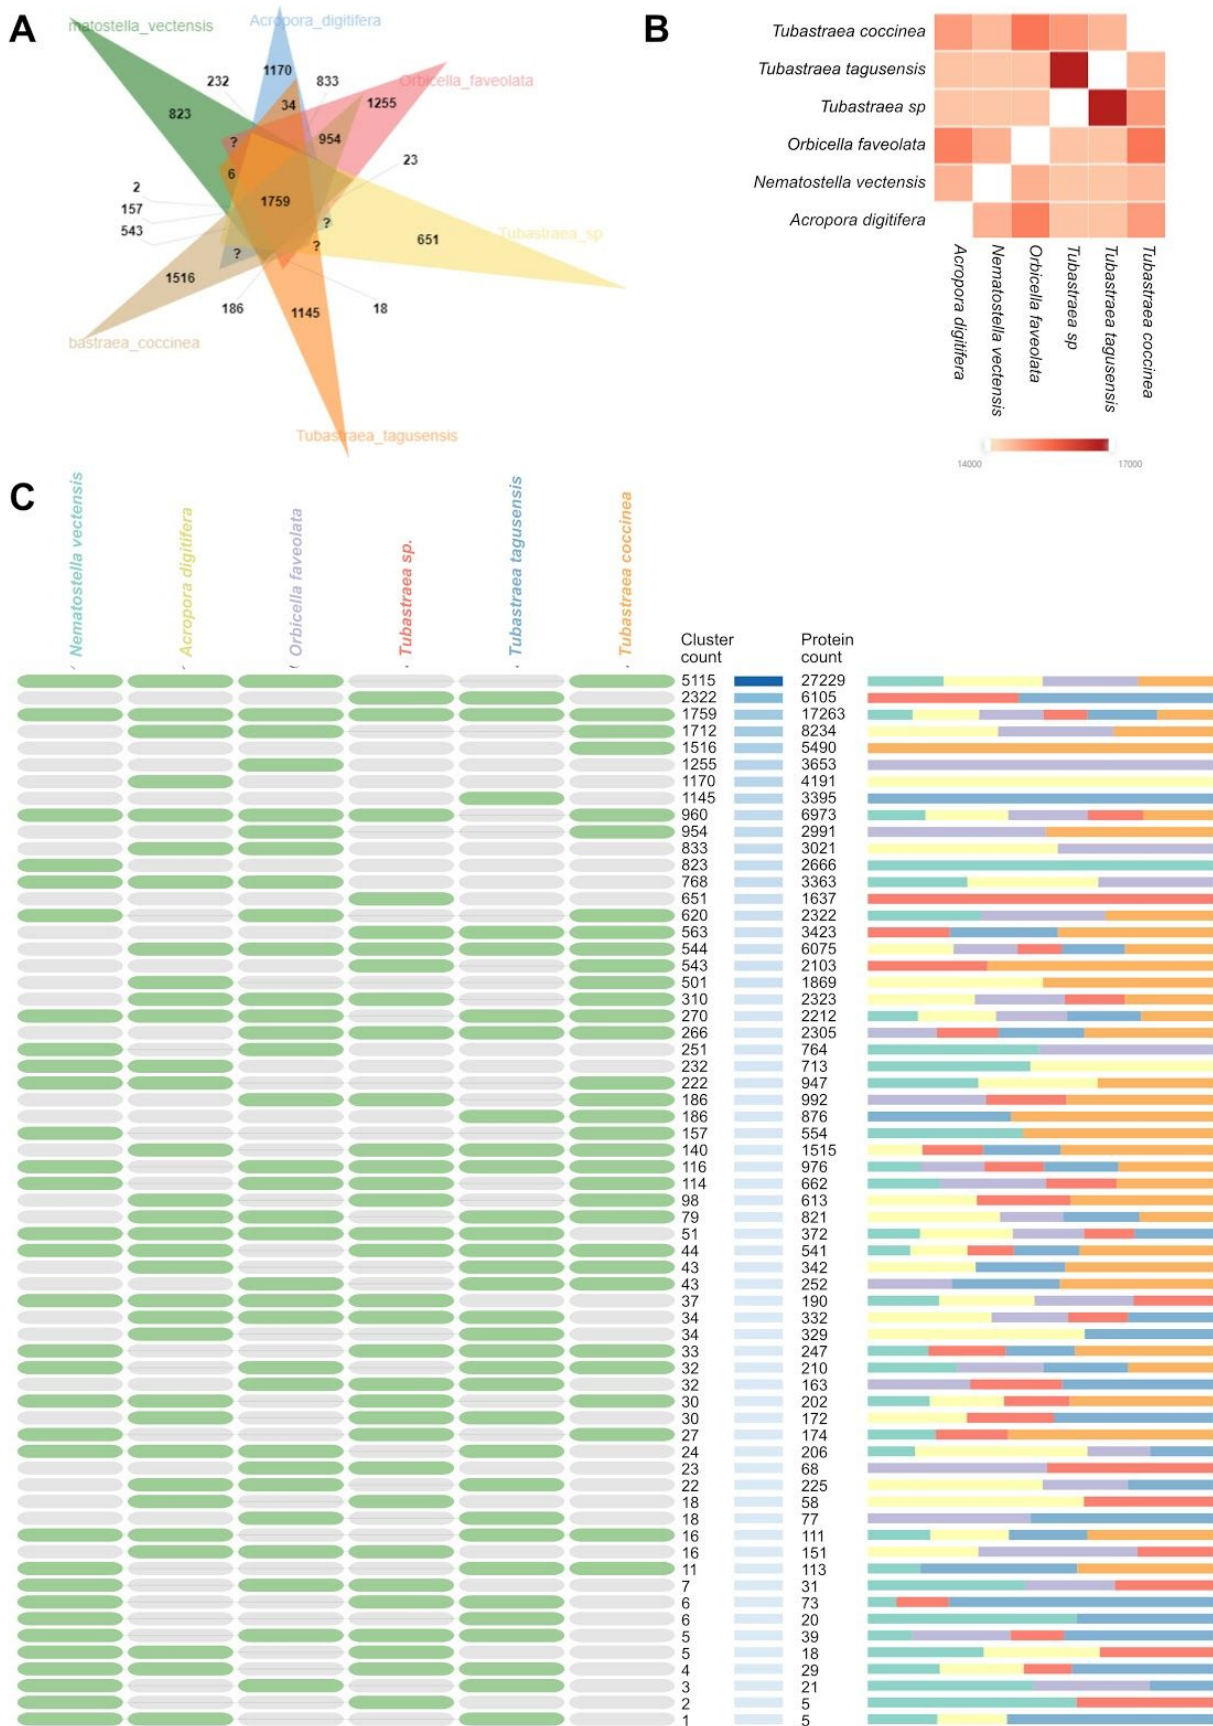 A
matostella_vectensis
Acropora_digitifera
Orbicella_faveolata
232
1170
833
1255
34
823
954
?
23
6
2
1759
157
?
543
?
651
Tubastraea_sp
?
1516
186
1145
18
bastraea_coccinea
Tubastraea_tagusensis
B
Tubastraea coccinea
Tubastraea tagusensis
Tubastraea sp
Orbicella faveolata
Nematostella vectensis
Acropora digitifera
Acropora digitifera
Nematostella vectensis
Orbicella faveolata
Tubastraea sp
Tubastraea tagusensis
Tubastraea coccinea
14000
17000
C
Nematostella vectensis
Acropora digitifera
Orbicella faveolata
Tubastraea sp.
Tubastraea tagusensis
Tubastraea coccinea
Cluster
count
Protein
count
5115 27229
2322 6105
1759 17263
1712 8234
1516 5490
1255 3653
1170 4191
1145 3395
960 6973
954 2991
833 3021
823 2666
768 3363
651 1637
620 2322
563 3423
544 6075
543 2103
501 1869
310 2323
270 2212
266 2305
251 764
232 713
222 947
186 992
186 876
157 554
140 1515
116 976
114 662
98 613
79 821
51 372
44 541
43 342
43 252
37 190
34 332
34 329
33 247
32 210
32 163
30 202
30 172
27 174
24 206
23 68
22 225
18 58
18 77
16 111
16 151
11 113
7 31
6 73
6 20
5 39
5 18
4 29
3 21
2 5
1 5